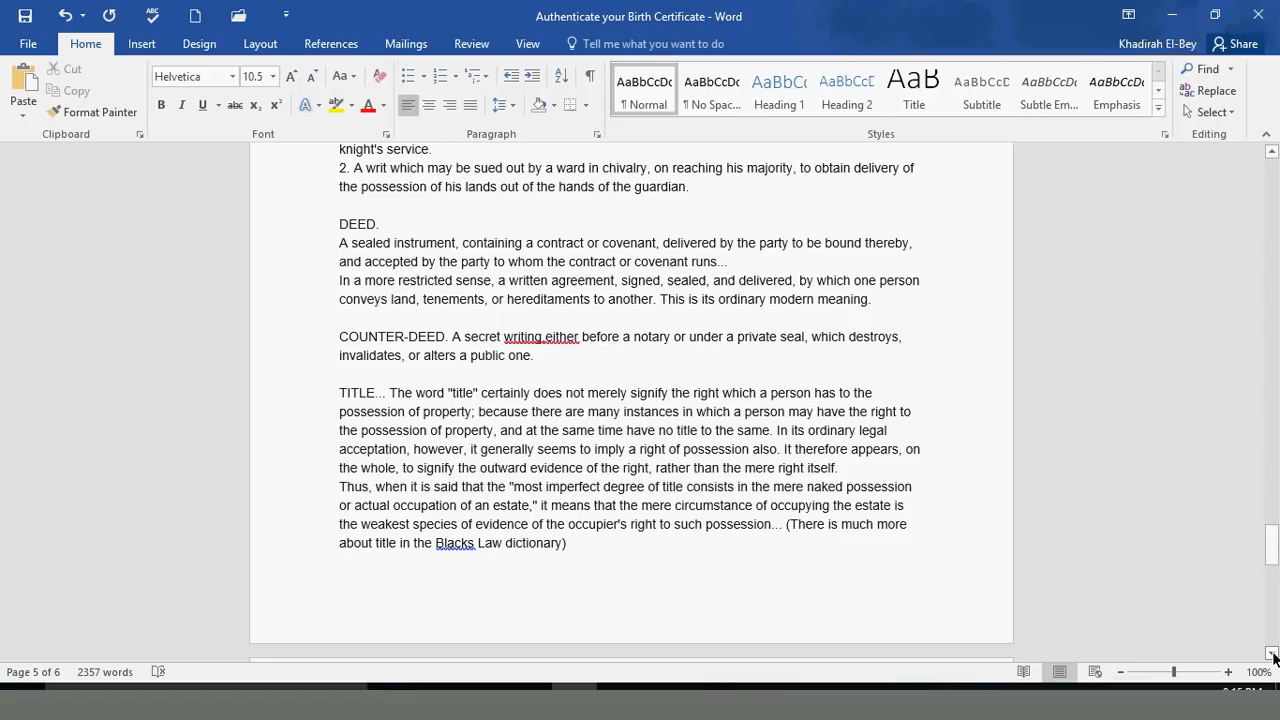 Authenticate your Birth Certificate - Word
File Home Insert Design Layout References Mailings Review View Tell me what you want to do Khadirah El-Bey Share
Paste Cut Copy Format Painter
Helvetica 10.5
AaBbCcDc ¶ Normal AaBbCcDc ¶ No Spac... AaBbCc Heading 1 AaBbCcC Heading 2 AaB Title AaBbCcD Subtitle AaBbCcDc Subtle Em... AaBbCcDc Emphasis
Find Replace Select
Clipboard Font Paragraph Styles Editing
knight's service.
2. A writ which may be sued out by a ward in chivalry, on reaching his majority, to obtain delivery of
the possession of his lands out of the hands of the guardian.
DEED.
A sealed instrument, containing a contract or covenant, delivered by the party to be bound thereby,
and accepted by the party to whom the contract or covenant runs...
In a more restricted sense, a written agreement, signed, sealed, and delivered, by which one person
conveys land, tenements, or hereditaments to another. This is its ordinary modern meaning.
COUNTER-DEED. A secret writing,either before a notary or under a private seal, which destroys,
invalidates, or alters a public one.
TITLE... The word "title" certainly does not merely signify the right which a person has to the
possession of property; because there are many instances in which a person may have the right to
the possession of property, and at the same time have no title to the same. In its ordinary legal
acceptation, however, it generally seems to imply a right of possession also. It therefore appears, on
the whole, to signify the outward evidence of the right, rather than the mere right itself.
Thus, when it is said that the "most imperfect degree of title consists in the mere naked possession
or actual occupation of an estate," it means that the mere circumstance of occupying the estate is
the weakest species of evidence of the occupier's right to such possession... (There is much more
about title in the Blacks Law dictionary)
Page 5 of 6 2357 words 100%